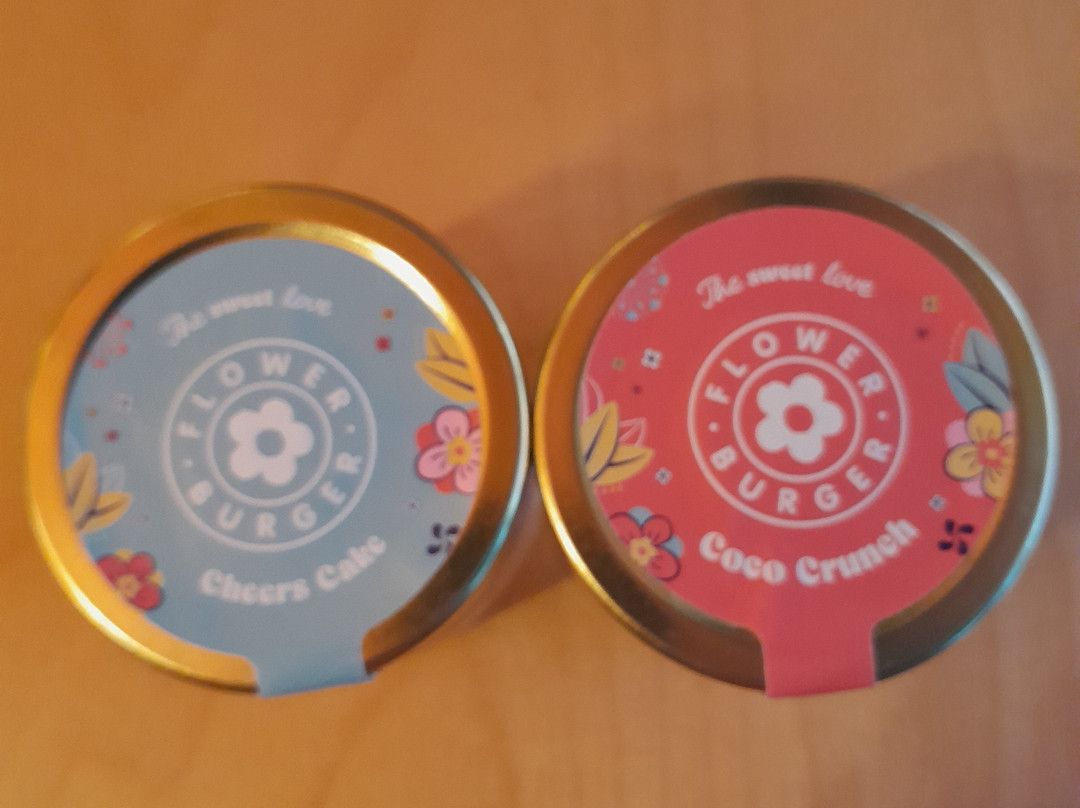 The sweet love
FLOWER
BURGER
Cheers Cake
The sweet love
FLOWER
BURGER
Coco Crunch